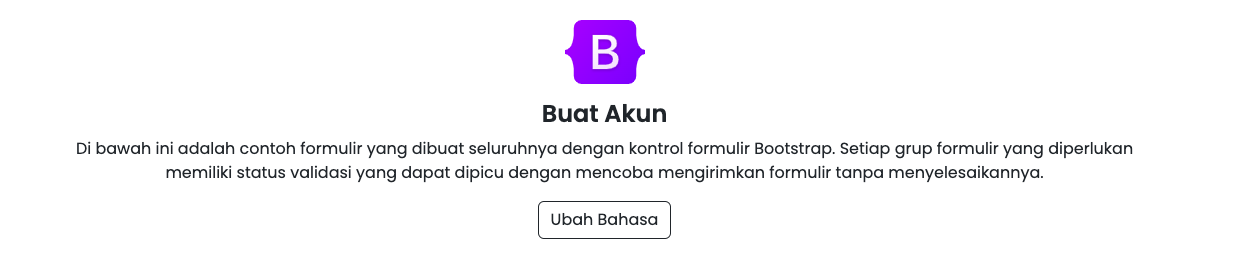 B
Buat Akun
Di bawah ini adalah contoh formulir yang dibuat seluruhnya dengan kontrol formulir Bootstrap. Setiap grup formulir yang diperlukan
memiliki status validasi yang dapat dipicu dengan mencoba mengirimkan formulir tanpa menyelesaikannya.
Ubah Bahasa